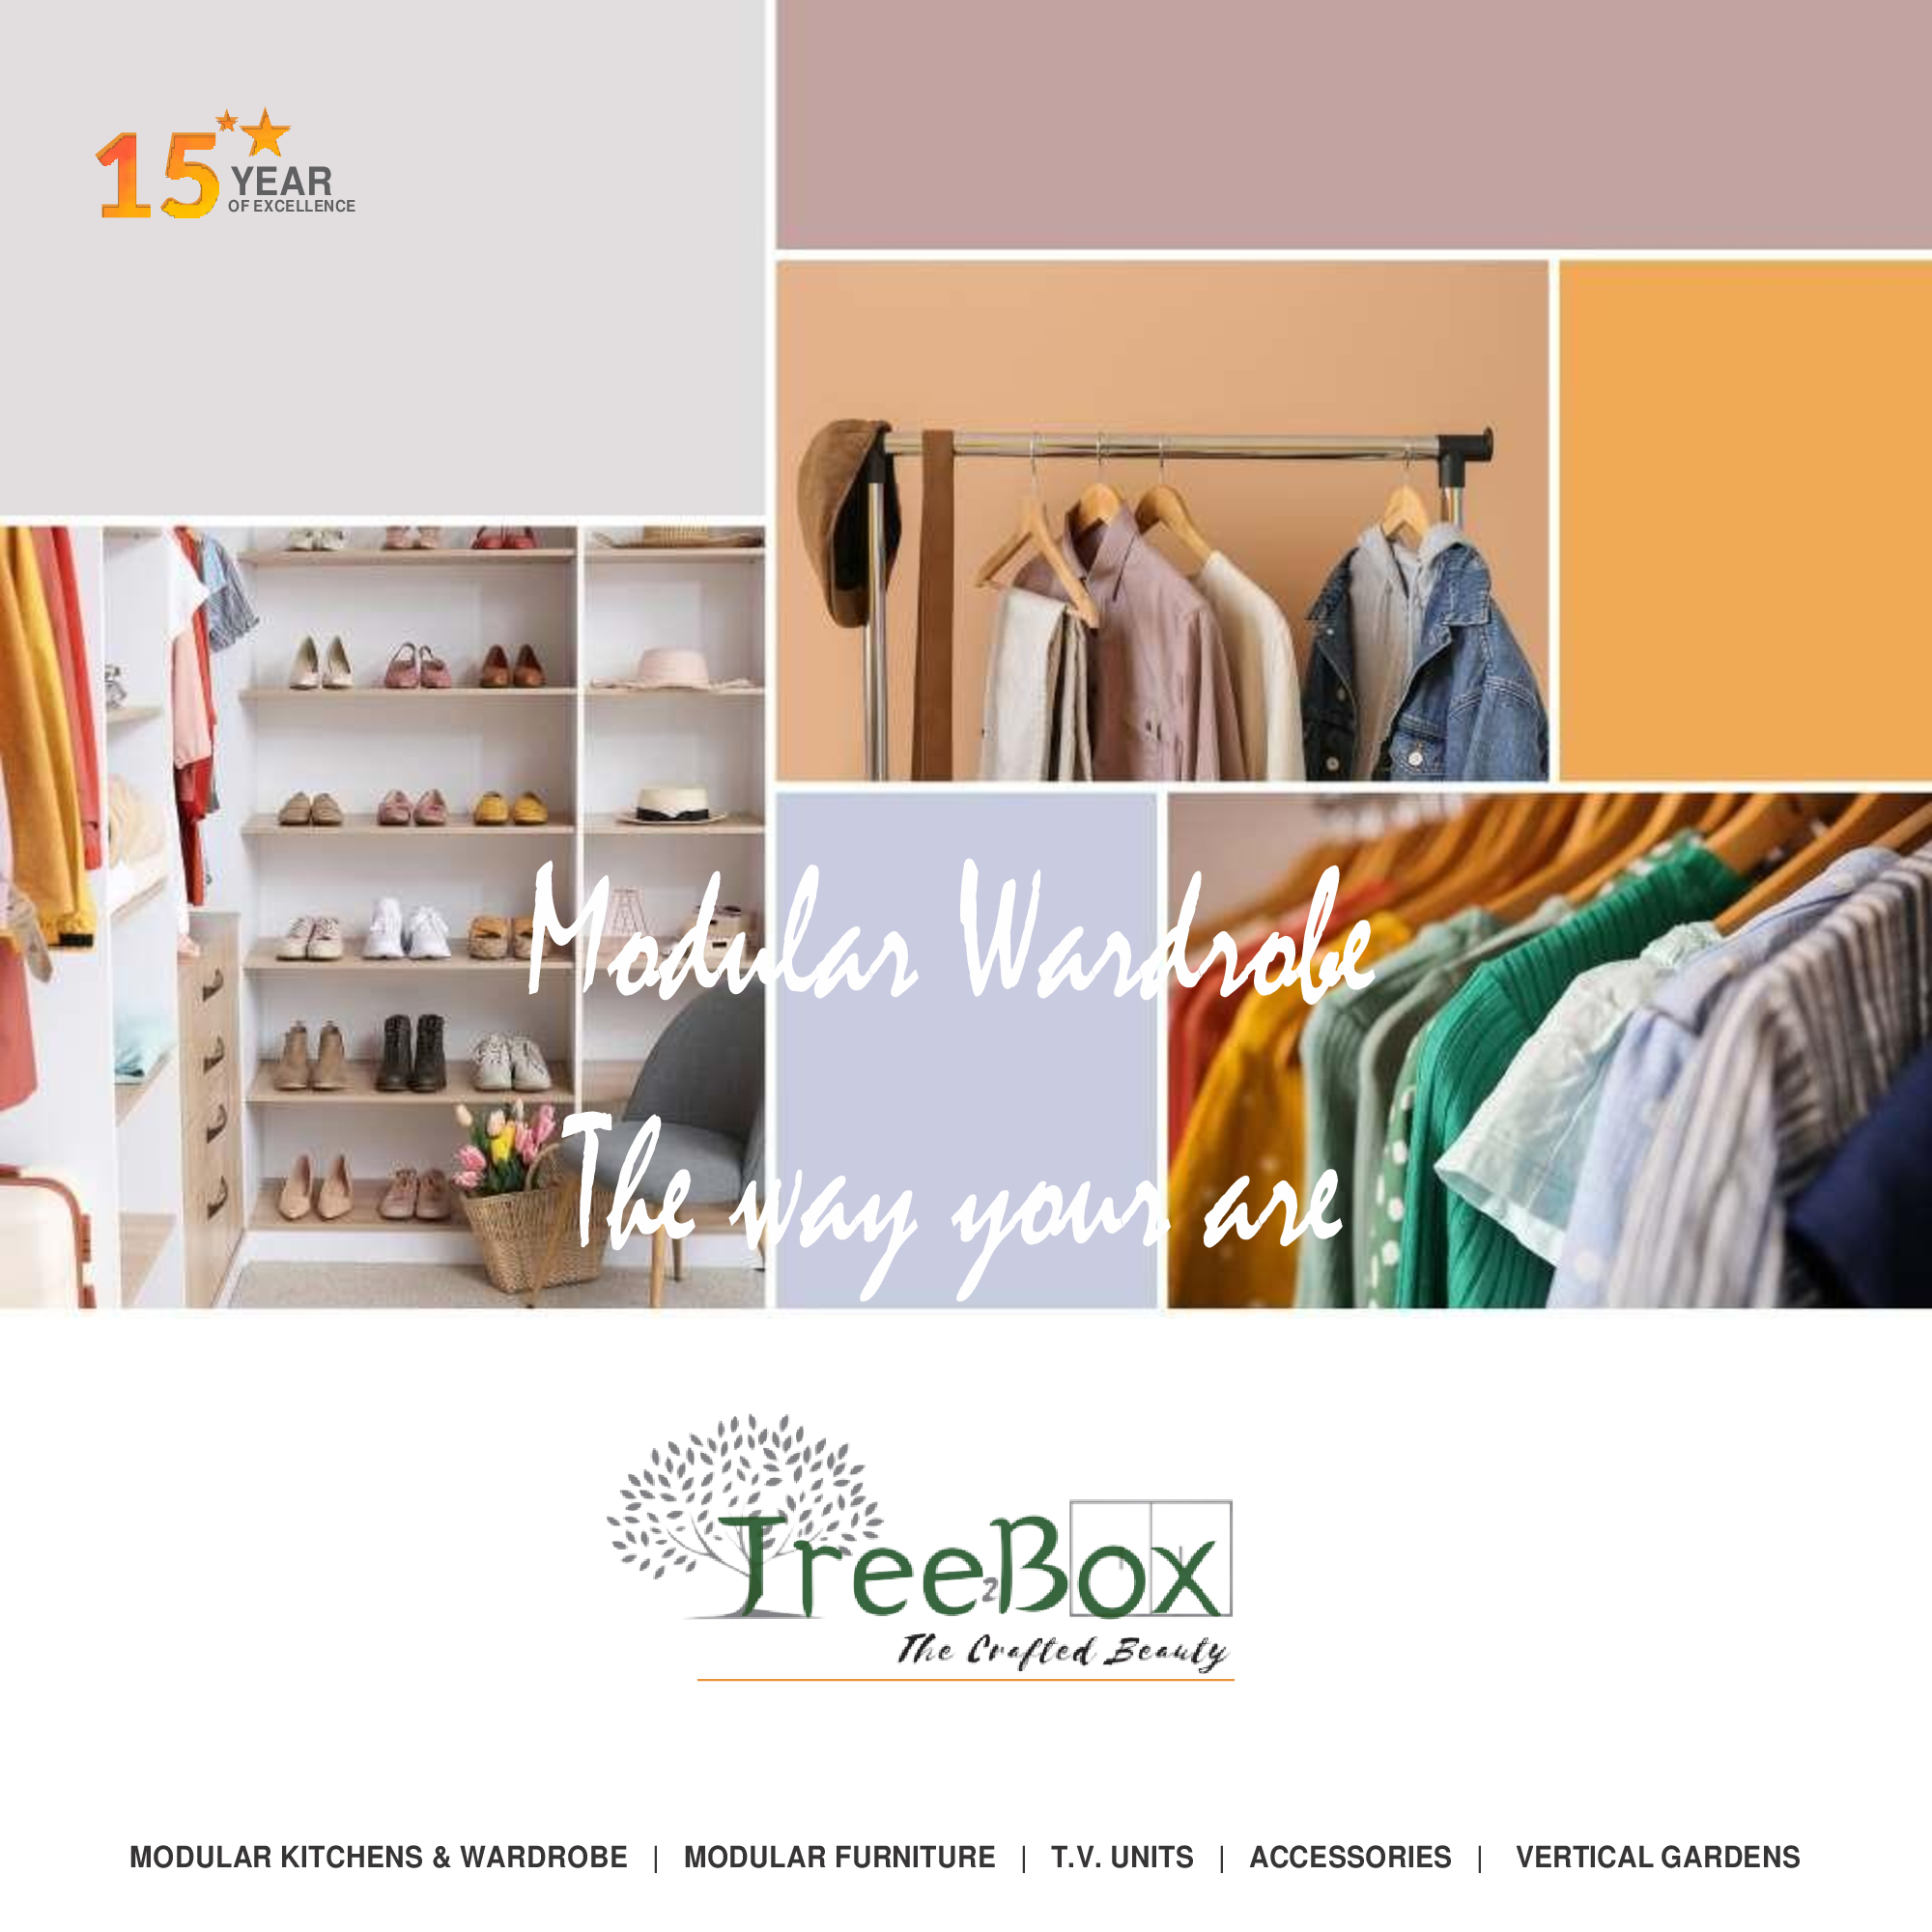 15 YEAR
OF EXCELLENCE
Modular Wardrobe
The way your are
Tree2Box
The Crafted Beauty
MODULAR KITCHENS & WARDROBE | MODULAR FURNITURE | T.V. UNITS | ACCESSORIES | VERTICAL GARDENS